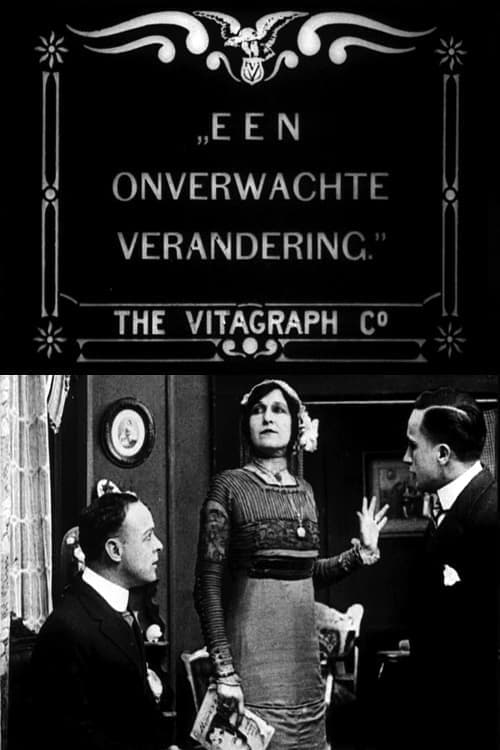 „EEN
ONVERWACHTE
VERANDERING.”
THE VITAGRAPH Cº
V